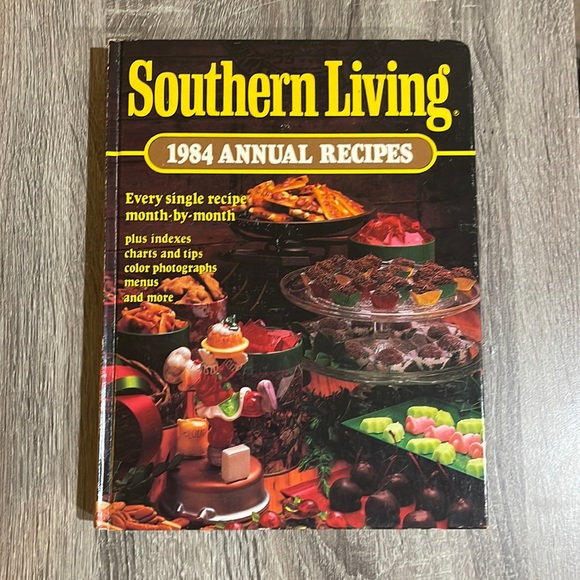 Southern Living®
1984 ANNUAL RECIPES
Every single recipe
month-by-month
plus indexes
charts and tips
color photographs
menus
and more